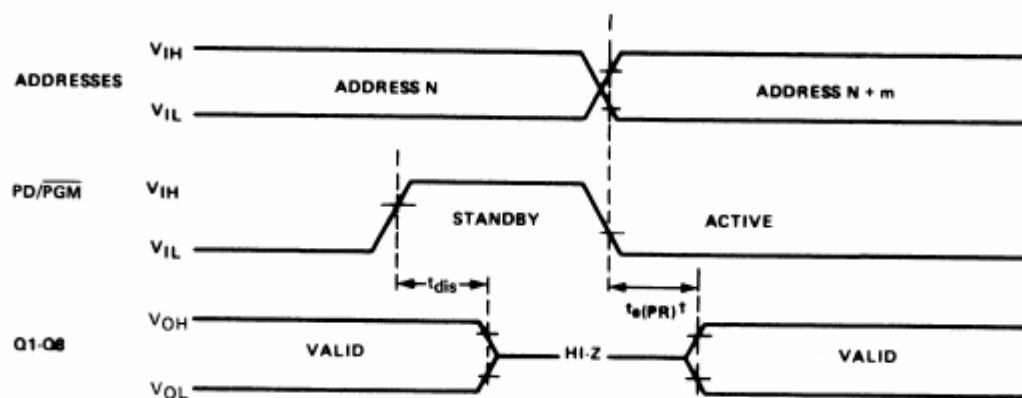 VIH
ADDRESSES
ADDRESS N
ADDRESS N + m
VIL
PD/PGM
VIH
STANDBY
ACTIVE
VIL
tdis
ta(PR)†
VOH
Q1-Q8
VALID
HI-Z
VALID
VOL